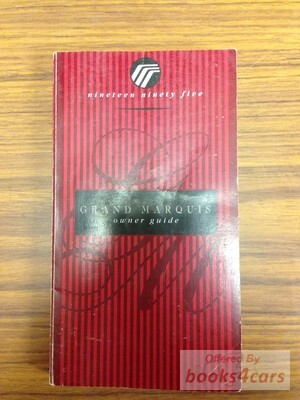 nineteen ninety five
GRAND MARQUIS
owner guide
Offered By
books4cars